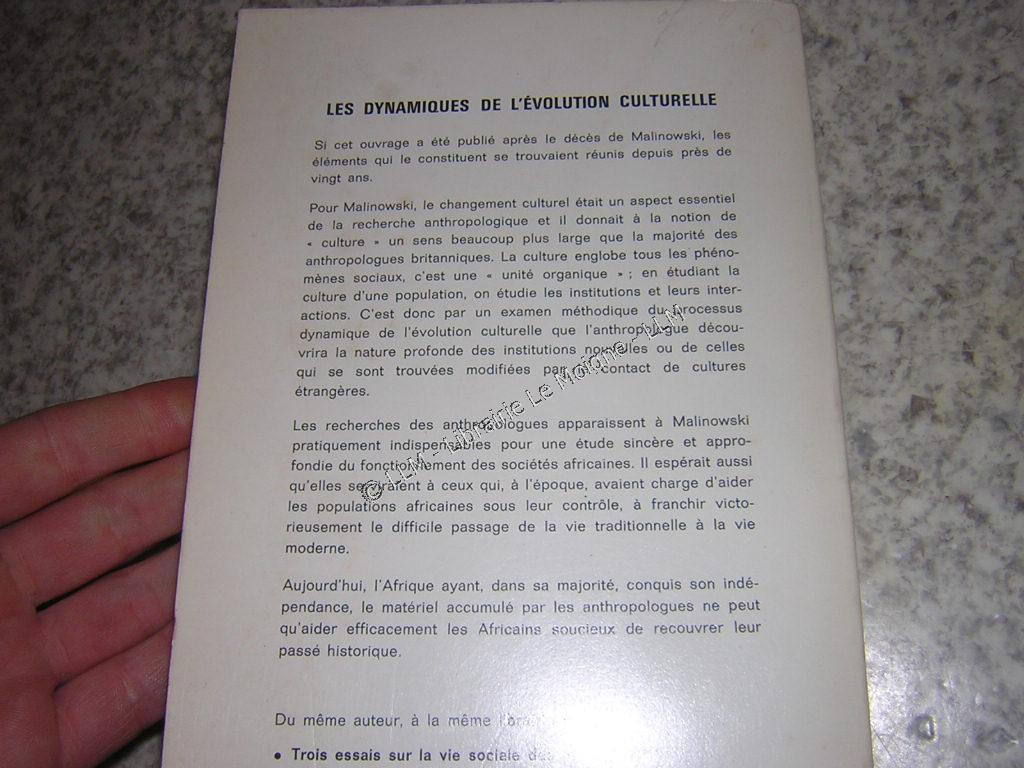 LES DYNAMIQUES DE L'ÉVOLUTION CULTURELLE
Si cet ouvrage a été publié après le décès de Malinowski, les
éléments qui le constituent se trouvaient réunis depuis près de
vingt ans.
Pour Malinowski, le changement culturel était un aspect essentiel
de la recherche anthropologique et il donnait à la notion de
« culture » un sens beaucoup plus large que la majorité des
anthropologues britanniques. La culture englobe tous les phéno-
mènes sociaux, c'est une « unité organique » ; en étudiant la
culture d'une population, on étudie les institutions et leurs inter-
actions. C'est donc par un examen méthodique du processus
dynamique de l'évolution culturelle que l'anthropologue décou-
vrira la nature profonde des institutions nouvelles ou de celles
qui se sont trouvées modifiées par contact de cultures
étrangères.
Les recherches des anthropologues apparaissent à Malinowski
pratiquement indispensables pour une étude sincère et appro-
fondie du fonctionnement des sociétés africaines. Il espérait aussi
qu'elles serviraient à ceux qui, à l'époque, avaient charge d'aider
les populations africaines sous leur contrôle, à franchir victo-
rieusement le difficile passage de la vie traditionnelle à la vie
moderne.
Aujourd'hui, l'Afrique ayant, dans sa majorité, conquis son indé-
pendance, le matériel accumulé par les anthropologues ne peut
qu'aider efficacement les Africains soucieux de recouvrer leur
passé historique.
Du même auteur, à la même
• Trois essais sur la vie sociale des
© LLM - Librairie Le Moione - LLM